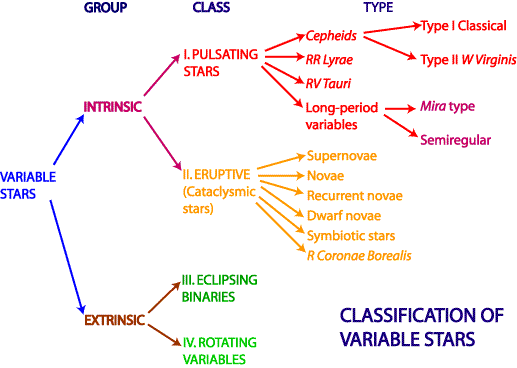 GROUP CLASS TYPE
Cepheids
Type I Classical
I. PULSATING
STARS
RR Lyrae
Type II W Virginis
RV Tauri
INTRINSIC
Long-period
variables
Mira type
Semiregular
VARIABLE
STARS
II. ERUPTIVE
(Cataclysmic
stars)
Supernovae
Novae
Recurrent novae
Dwarf novae
Symbiotic stars
R Coronae Borealis
III. ECLIPSING
BINARIES
EXTRINSIC
IV. ROTATING
VARIABLES
CLASSIFICATION OF
VARIABLE STARS